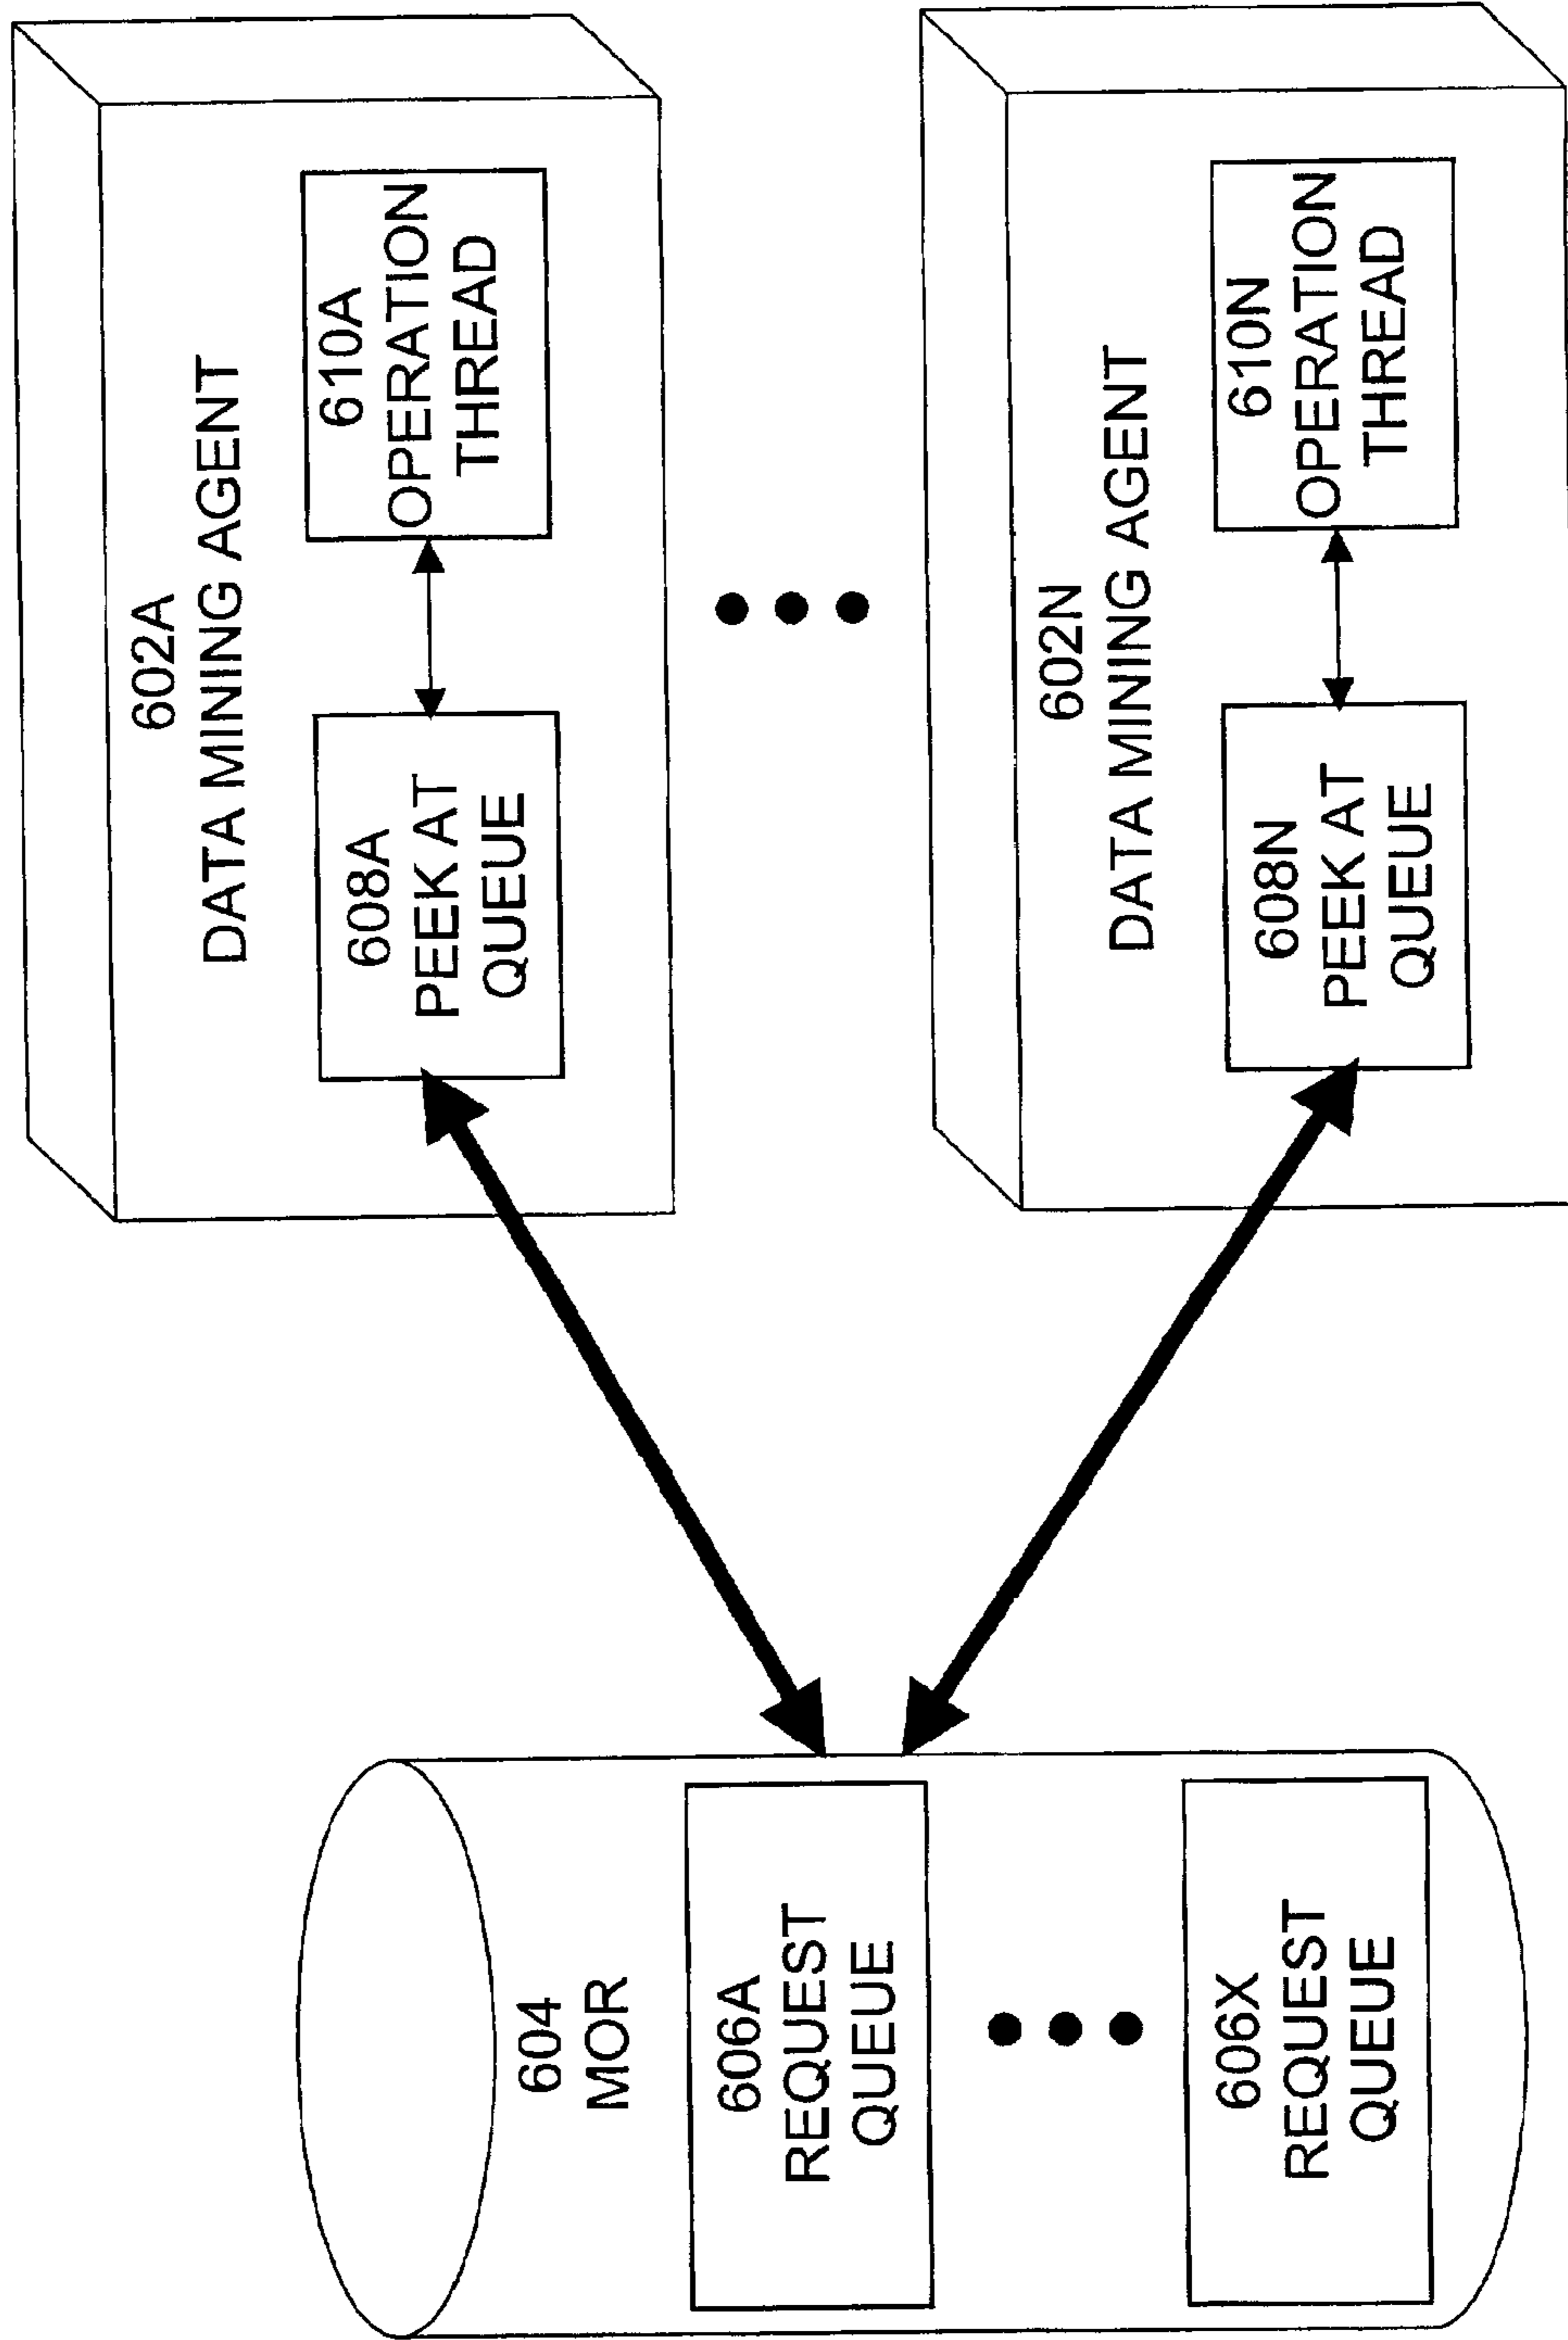 604
MOR
606A
REQUEST
QUEUE
606X
REQUEST
QUEUE
602A
DATA MINING AGENT
608A
PEEK AT
QUEUE
610A
OPERATION
THREAD
602N
DATA MINING AGENT
608N
PEEK AT
QUEUE
610N
OPERATION
THREAD